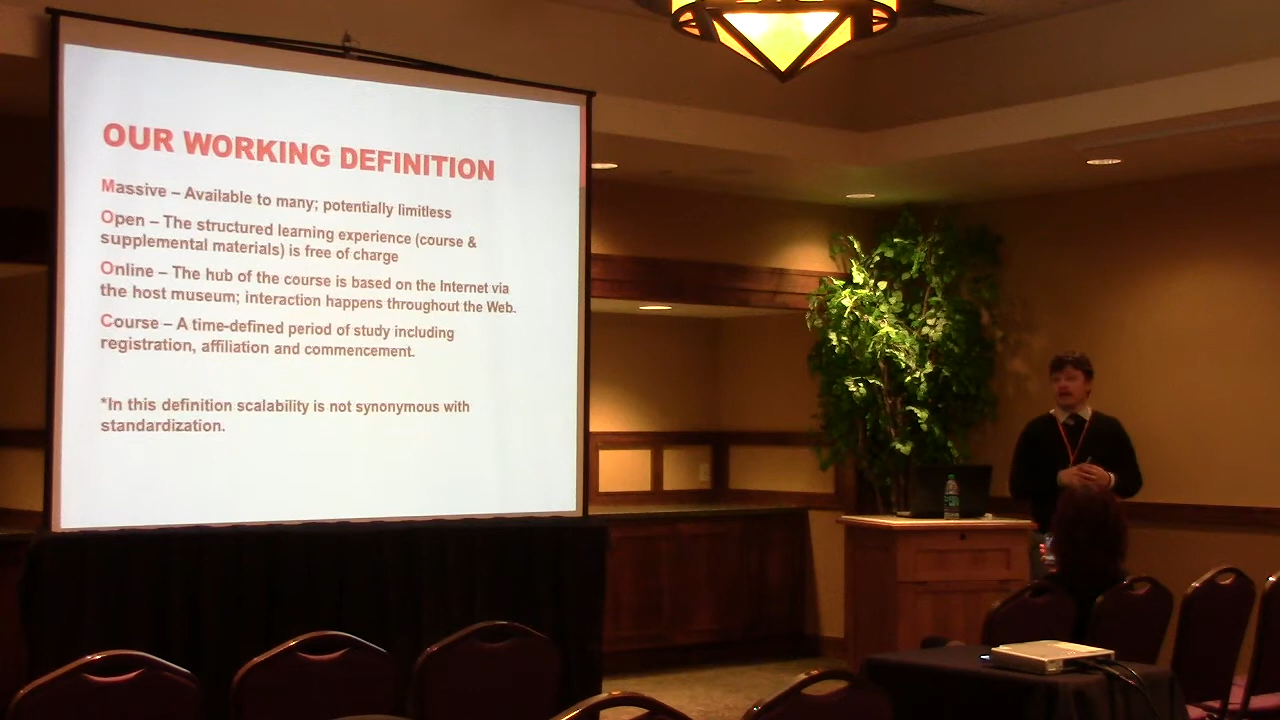 OUR WORKING DEFINITION
Massive – Available to many; potentially limitless
Open – The structured learning experience (course &
supplemental materials) is free of charge
Online – The hub of the course is based on the Internet via
the host museum; interaction happens throughout the Web.
Course – A time-defined period of study including
registration, affiliation and commencement.
*In this definition scalability is not synonymous with
standardization.